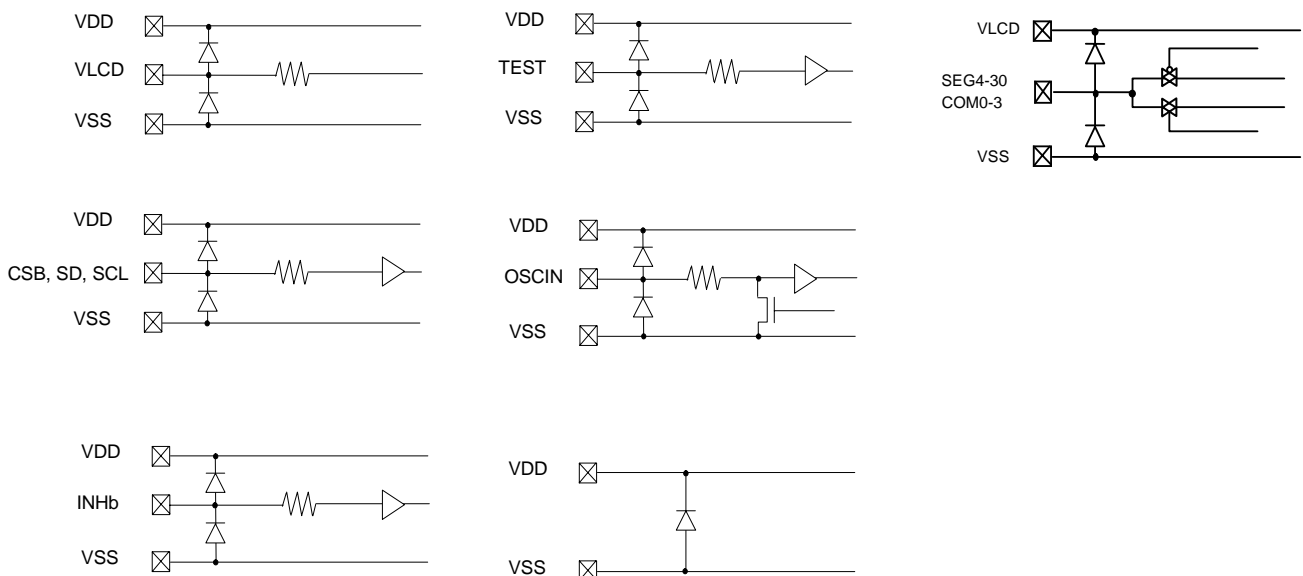 VDD
VLCD
VSS
VDD
TEST
VSS
VLCD
SEG4-30
COM0-3
VSS
VDD
CSB, SD, SCL
VSS
VDD
OSCIN
VSS
VDD
INHb
VSS
VDD
VSS